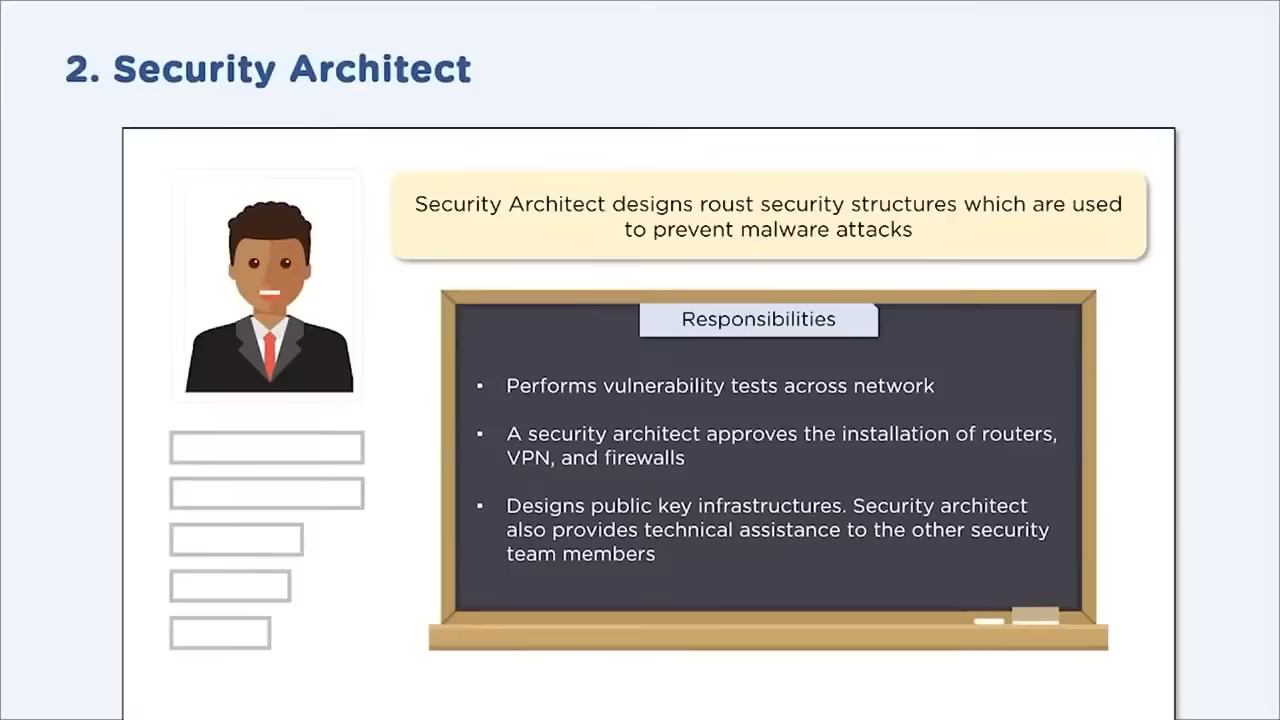 2. Security Architect
Security Architect designs roust security structures which are used
to prevent malware attacks
Responsibilities
• Performs vulnerability tests across network
• A security architect approves the installation of routers,
VPN, and firewalls
• Designs public key infrastructures. Security architect
also provides technical assistance to the other security
team members